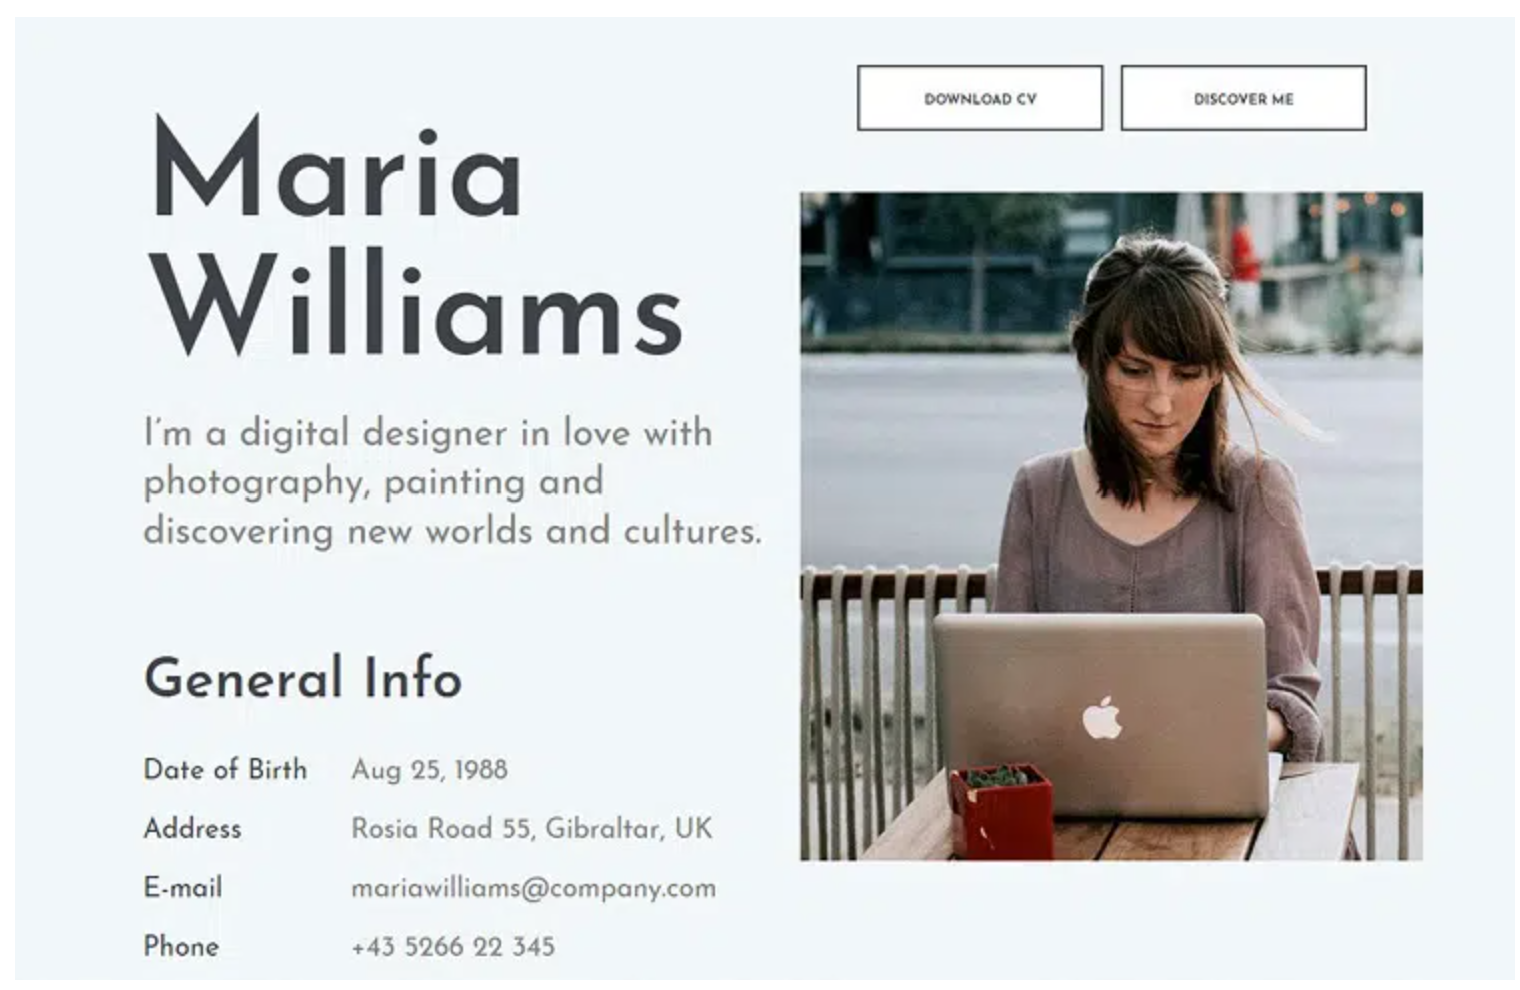 DOWNLOAD CV
DISCOVER ME
Maria
Williams
I'm a digital designer in love with
photography, painting and
discovering new worlds and cultures.
General Info
Date of Birth Aug 25, 1988
Address Rosia Road 55, Gibraltar, UK
E-mail mariawilliams@company.com
Phone +43 5266 22 345